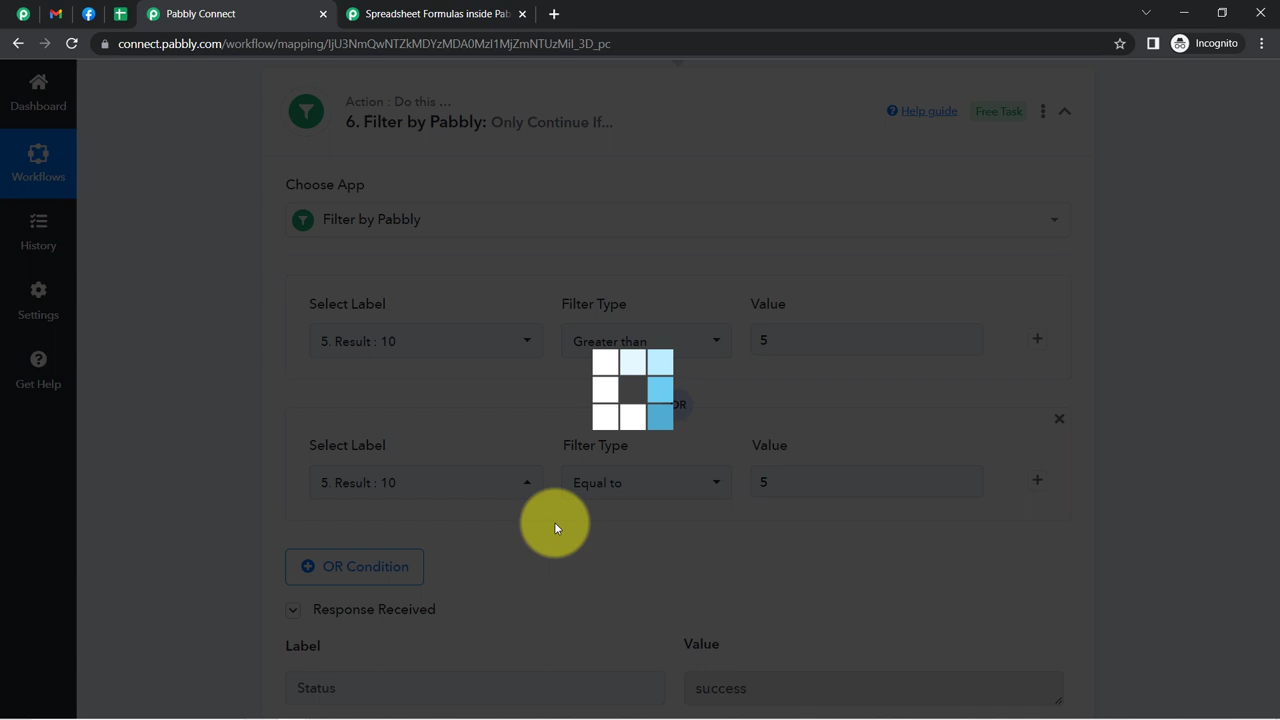 Pabbly Connect
Spreadsheet Formulas inside Pab
connect.pabbly.com/workflow/mapping/IjU3NmQwNTZkMDYzMDA0MzI1MjZmNTUzMiI_3D_pc
Incognito
Dashboard
Workflows
History
Settings
Get Help
Action : Do this ...
6. Filter by Pabbly: Only Continue If...
Help guide
Free Task
Choose App
Filter by Pabbly
Select Label
Filter Type
Value
5. Result : 10
Greater than
5
OR
Select Label
Filter Type
Value
5. Result : 10
Equal to
5
OR Condition
Response Received
Label
Value
Status
success